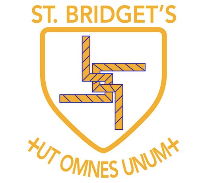 ST. BRIDGET'S
UT OMNES UNUM